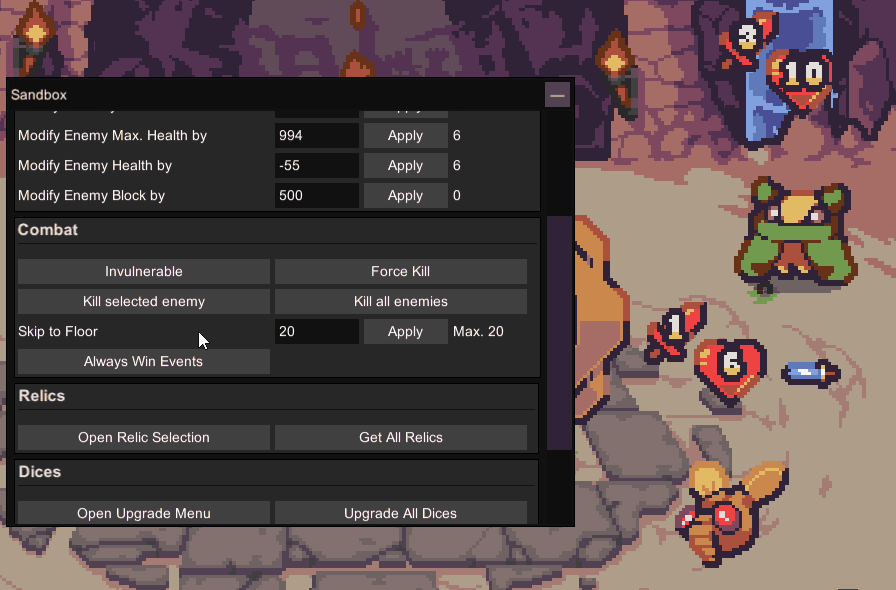 Sandbox
Modify Enemy Max. Health by 994 Apply 6
Modify Enemy Health by -55 Apply 6
Modify Enemy Block by 500 Apply 0
Combat
Invulnerable Force Kill
Kill selected enemy Kill all enemies
Skip to Floor 20 Apply Max. 20
Always Win Events
Relics
Open Relic Selection Get All Relics
Dices
Open Upgrade Menu Upgrade All Dices
3
10
1
6